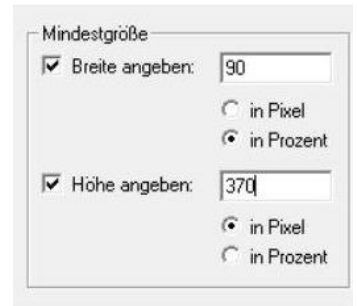 Mindestgröße
Breite angeben: 90
in Pixel
in Prozent
Höhe angeben: 370
in Pixel
in Prozent